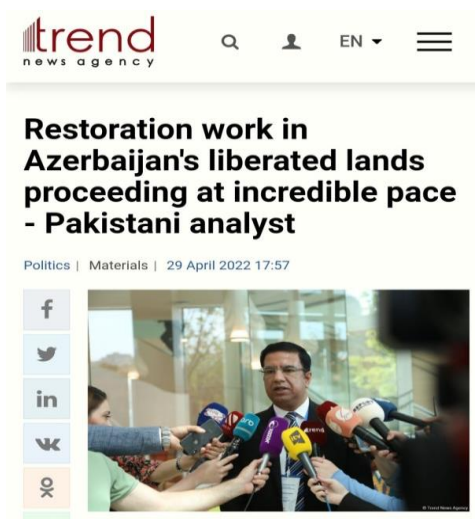 trend
news agency
EN
Restoration work in
Azerbaijan's liberated lands
proceeding at incredible pace
- Pakistani analyst
Politics | Materials | 29 April 2022 17:57
trend
© Trend News Agency